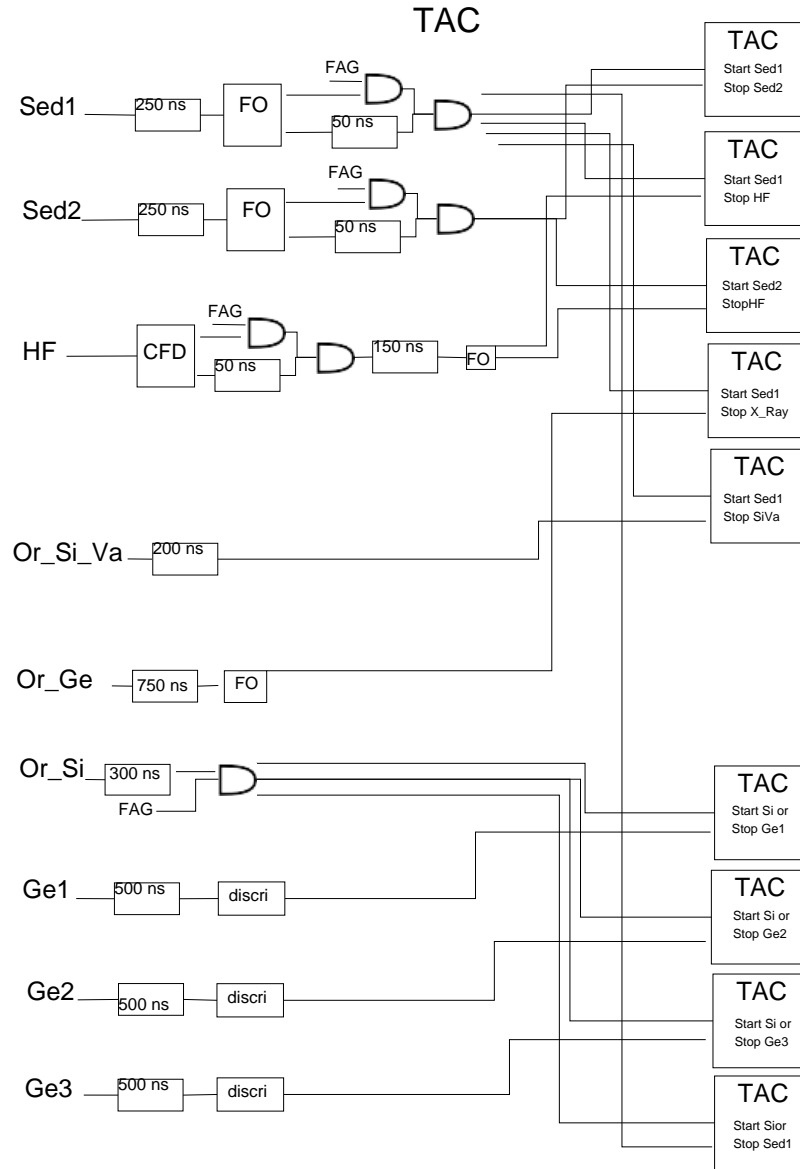 TAC
TAC
Start Sed1
Stop Sed2
FAG
Sed1
250 ns
FO
50 ns
TAC
Start Sed1
Stop HF
FAG
Sed2
250 ns
FO
50 ns
TAC
Start Sed2
StopHF
FAG
HF
CFD
50 ns
150 ns
FO
TAC
Start Sed1
Stop X_Ray
TAC
Start Sed1
Stop SiVa
Or_Si_Va
200 ns
Or_Ge
750 ns
FO
Or_Si
300 ns
FAG
TAC
Start Si or
Stop Ge1
Ge1
500 ns
discri
TAC
Start Si or
Stop Ge2
Ge2
500 ns
discri
TAC
Start Si or
Stop Ge3
Ge3
500 ns
discri
TAC
Start Sior
Stop Sed1